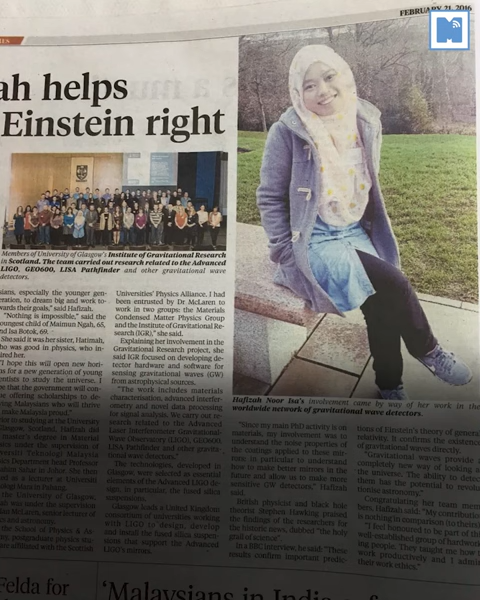 FEBRUARY 21, 2016
N
ah helps
Einstein right
Members of University of Glasgow's Institute of Gravitational Research
in Scotland. The team carried out research related to the Advanced
LIGO, GEO600, LISA Pathfinder and other gravitational wave
detectors.
Hafizah Noor Isa's involvement came by way of her work in the
worldwide network of gravitational wave detectors.
sians, especially the younger gen-
eration, to dream big and work to-
wards their goals," said Hafizah.
"Nothing is impossible," said the
youngest child of Maimun Ngah, 65,
and Isa Botok, 69.
She said it was her sister, Hatimah,
who was good in physics, who in-
spired her.
"I hope this will open new hori-
zons for a new generation of young
scientists to study the universe. I
hope that the government will con-
tinue offering scholarships to de-
serving Malaysians who will thrive
make Malaysia proud."
Universities' Physics Alliance. I had
been entrusted by Dr McLaren to
work in two groups: the Materials
Condensed Matter Physics Group
and the Institute of Gravitational Re-
search (IGR)," she said.
Explaining her involvement in the
Gravitational Research project, she
said IGR focused on developing de-
tector hardware and software for
sensing gravitational waves (GW)
from astrophysical sources.
"The work includes materials
characterisation, advanced interfer-
ometry and novel data processing
for signal analysis. We carry out re-
search related to the Advanced
Laser Interferometer Gravitational-
Wave Observatory (LIGO), GEO600,
LISA Pathfinder and other gravita-
tional wave detectors."
The technologies, developed in
Glasgow, were selected as essential
elements of the Advanced LIGO de-
sign, in particular, the fused silica
suspensions.
Glasgow leads a United Kingdom
consortium of universities working
with LIGO to design, develop
and install the fused silica suspen-
sions that support the Advanced
LIGO's mirrors.
"Since my main PhD activity is on
materials, my involvement was to
understand the noise properties of
the coatings applied to those mir-
rors, in particular to understand
how to make better mirrors in the
future and allow us to make more
sensitive GW detectors," Hafizah
said.
British physicist and black hole
theorist Stephen Hawking praised
the findings of the researchers for
the historic news, dubbed "the holy
grail of science".
In a BBC interview, he said: "These
results confirm important predic-
tions of Einstein's theory of general
relativity. It confirms the existence
of gravitational waves directly.
"Gravitational waves provide a
completely new way of looking at
the universe. The ability to detect
them has the potential to revolu-
tionise astronomy."
Congratulating her team mem-
bers, Hafizah said: "My contribution
is nothing in comparison to theirs.
"I feel honoured to be part of this
well-established group of hardwork-
ing people. They taught me how to
work productively and I admire
their work ethics."
Felda for
'Malaysians in India